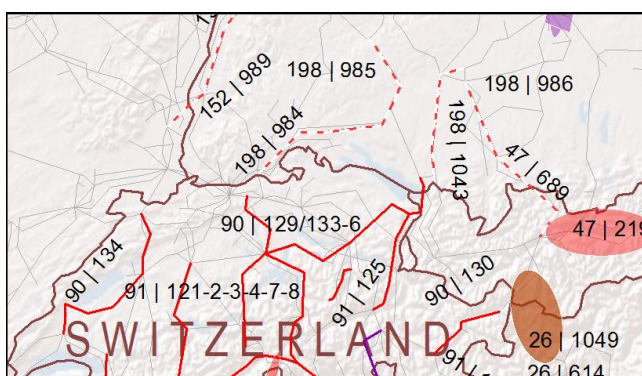 152 | 989
198 | 985
198 | 984
198 | 986
198 | 1043
47 | 689
47 | 219
90 | 129/133-6
90 | 134
91 | 121-2-3-4-7-8
91 | 125
90 | 130
SWITZERLAND
26 | 1049
26 | 614